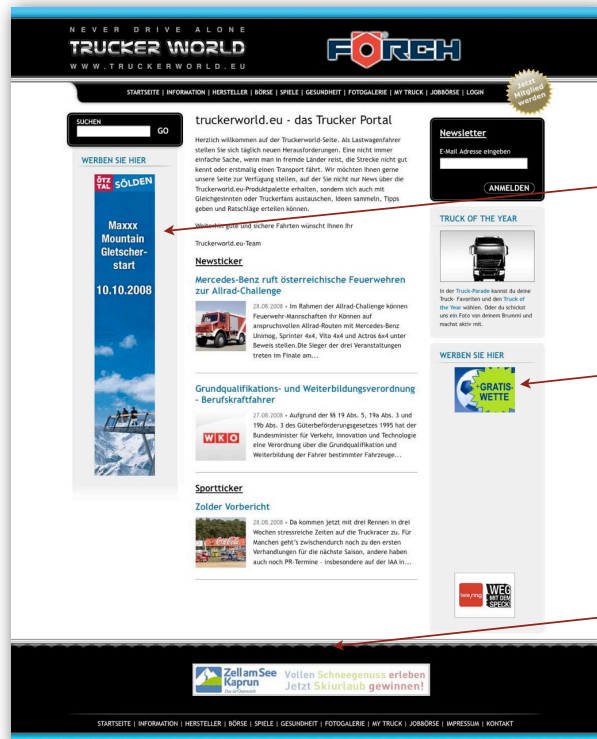 NEVER DRIVE ALONE
TRUCKER WORLD
WWW.TRUCKERWORLD.EU
FÖRCH
STARTSEITE | INFORMATION | HERSTELLER | BÖRSE | SPIELE | GESUNDHEIT | FOTOGALERIE | MY TRUCK | JOBBÖRSE | LOGIN
Jetzt
Mitglied
werden
SUCHEN
GO
WERBEN SIE HIER
ÖTZ
TAL SÖLDEN
Maxxx
Mountain
Gletscher-
start
10.10.2008
truckerworld.eu - das Trucker Portal
Herzlich willkommen auf der Truckerworld-Seite. Als Lastwagenfahrer
stellen Sie sich täglich neuen Herausforderungen. Eine nicht immer
einfache Sache, wenn man in fremde Länder reist, die Strecke nicht gut
kennt oder erstmalig einen Transport fährt. Wir möchten Ihnen gerne
unsere Seite zur Verfügung stellen, auf der Sie nicht nur News über die
Truckerworld.eu-Produktpalette erhalten, sondern sich auch mit
Gleichgesinnten oder Truckerfans austauschen, Ideen sammeln, Tipps
geben und Ratschläge erteilen können.
Weiterhin gute und sichere Fahrten wünscht Ihnen Ihr
Truckerworld.eu-Team
Newsticker
Mercedes-Benz ruft österreichische Feuerwehren
zur Allrad-Challenge
28.08.2008 • Im Rahmen der Allrad-Challenge können
Feuerwehr-Mannschaften ihr Können auf
anspruchsvollen Allrad-Routen mit Mercedes-Benz
Unimog, Sprinter 4x4, Vito 4x4 und Actros 6x4 unter
Beweis stellen.Die Sieger der drei Veranstaltungen
treten im Finale am...
Grundqualifikations- und Weiterbildungsverordnung
- Berufskraftfahrer
WKO
27.08.2008 • Aufgrund der §§ 19 Abs. 5, 19a Abs. 3 und
19b Abs. 3 des Güterbeförderungsgesetzes 1995 hat der
Bundesminister für Verkehr, Innovation und Technologie
eine Verordnung über die Grundqualifikation und
Weiterbildung der Fahrer bestimmter Fahrzeuge...
Sportticker
Zolder Vorbericht
28.08.2008 • Da kommen jetzt mit drei Rennen in drei
Wochen stressreiche Zeiten auf die Truckracer zu. Für
Manchen geht's zwischendurch noch zu den ersten
Verhandlungen für die nächste Saison, andere haben
auch noch PR-Termine - insbesondere auf der IAA in...
Newsletter
E-Mail Adresse eingeben
ANMELDEN
TRUCK OF THE YEAR
In der Truck-Parade kannst du deine
Truck- Favoriten und den Truck of
the Year wählen. Oder du schickst
uns ein Foto von deinem Brummi und
machst aktiv mit.
WERBEN SIE HIER
GRATIS-
WETTE
tele.ring
WEG
MIT DEM
SPECK
Zell am See
Kaprun
Vollen Schneegenuss erleben
Jetzt Skiurlaub gewinnen!
STARTSEITE | INFORMATION | HERSTELLER | BÖRSE | SPIELE | GESUNDHEIT | FOTOGALERIE | MY TRUCK | JOBBÖRSE | IMPRESSUM | KONTAKT